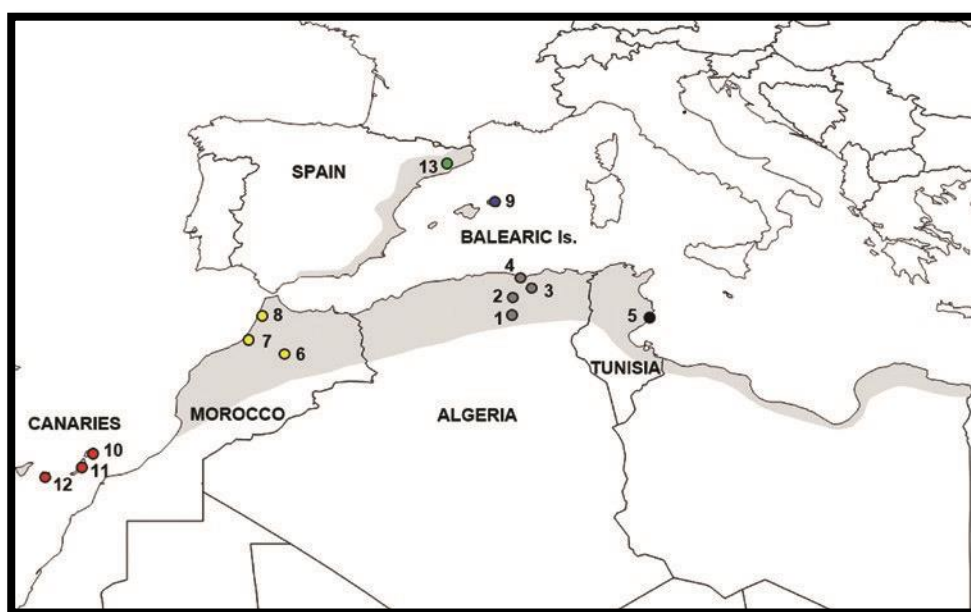 13
SPAIN
9
BALEARIC Is.
4
3
2
1
5
8
7
6
TUNISIA
MOROCCO
ALGERIA
CANARIES
10
11
12